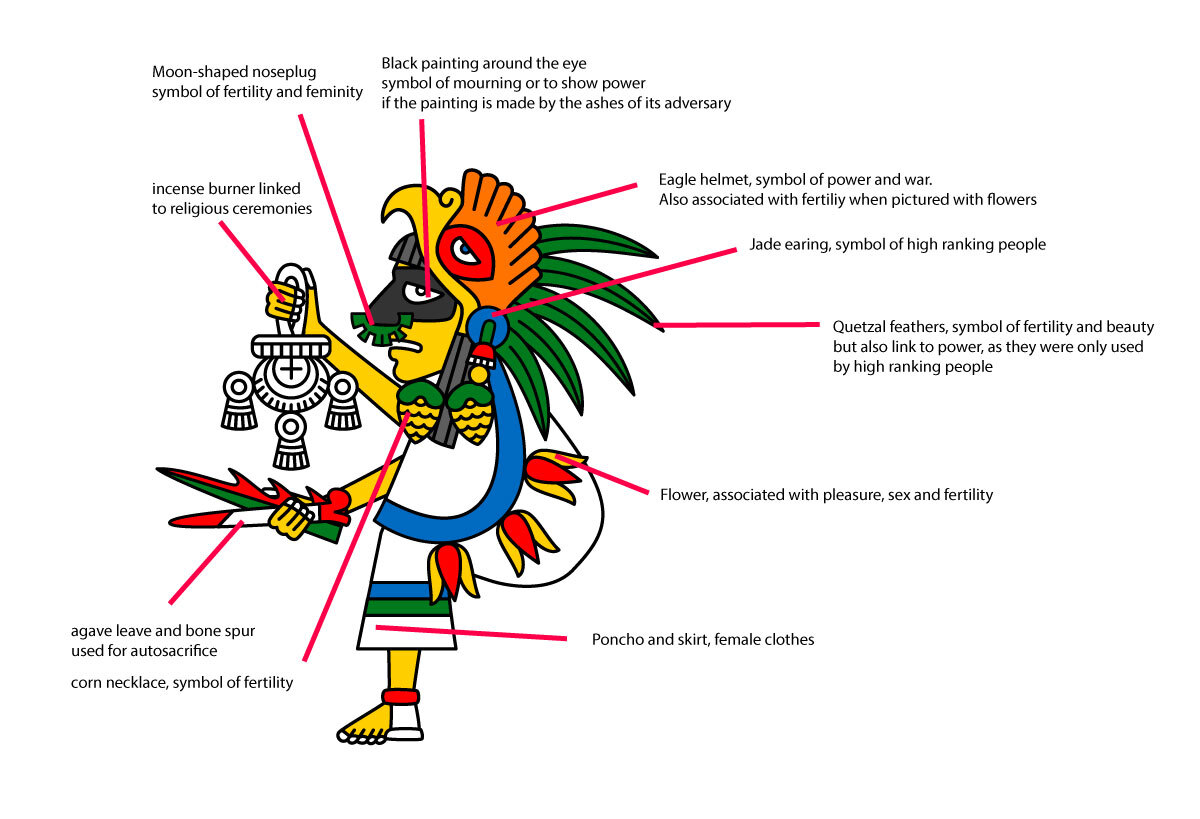 Moon-shaped noseplug
symbol of fertility and feminity
Black painting around the eye
symbol of mourning or to show power
if the painting is made by the ashes of its adversary
incense burner linked
to religious ceremonies
Eagle helmet, symbol of power and war.
Also associated with fertiliy when pictured with flowers
Jade earing, symbol of high ranking people
Quetzal feathers, symbol of fertility and beauty
but also link to power, as they were only used
by high ranking people
Flower, associated with pleasure, sex and fertility
agave leave and bone spur
used for autosacrifice
Poncho and skirt, female clothes
corn necklace, symbol of fertility